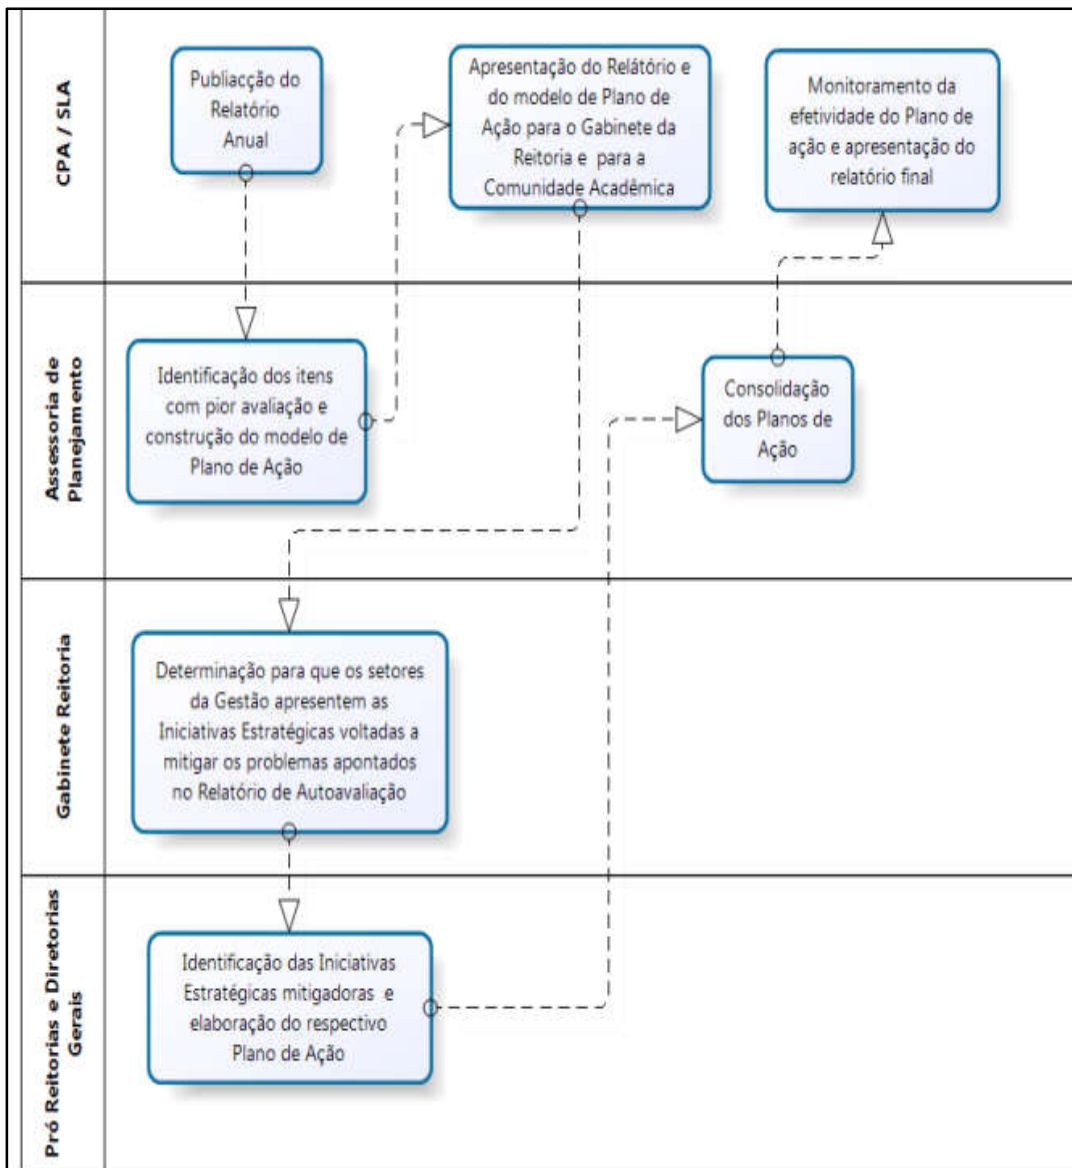 CPA / SLA
Publiacção do
Relatório
Anual
Apresentação do Relátório e
do modelo de Plano de
Ação para o Gabinete da
Reitoria e para a
Comunidade Acadêmica
Monitoramento da
efetividade do Plano de
ação e apresentação do
relatório final
Assessoria de
Planejamento
Identificação dos itens
com pior avaliação e
construção do modelo de
Plano de Ação
Consolidação
dos Planos de
Ação
Gabinete Reitoria
Determinação para que os setores
da Gestão apresentem as
Iniciativas Estratégicas voltadas a
mitigar os problemas apontados
no Relatório de Autoavaliação
Pró Reitorias e Diretorias
Gerais
Identificação das Iniciativas
Estratégicas mitigadoras e
elaboração do respectivo
Plano de Ação